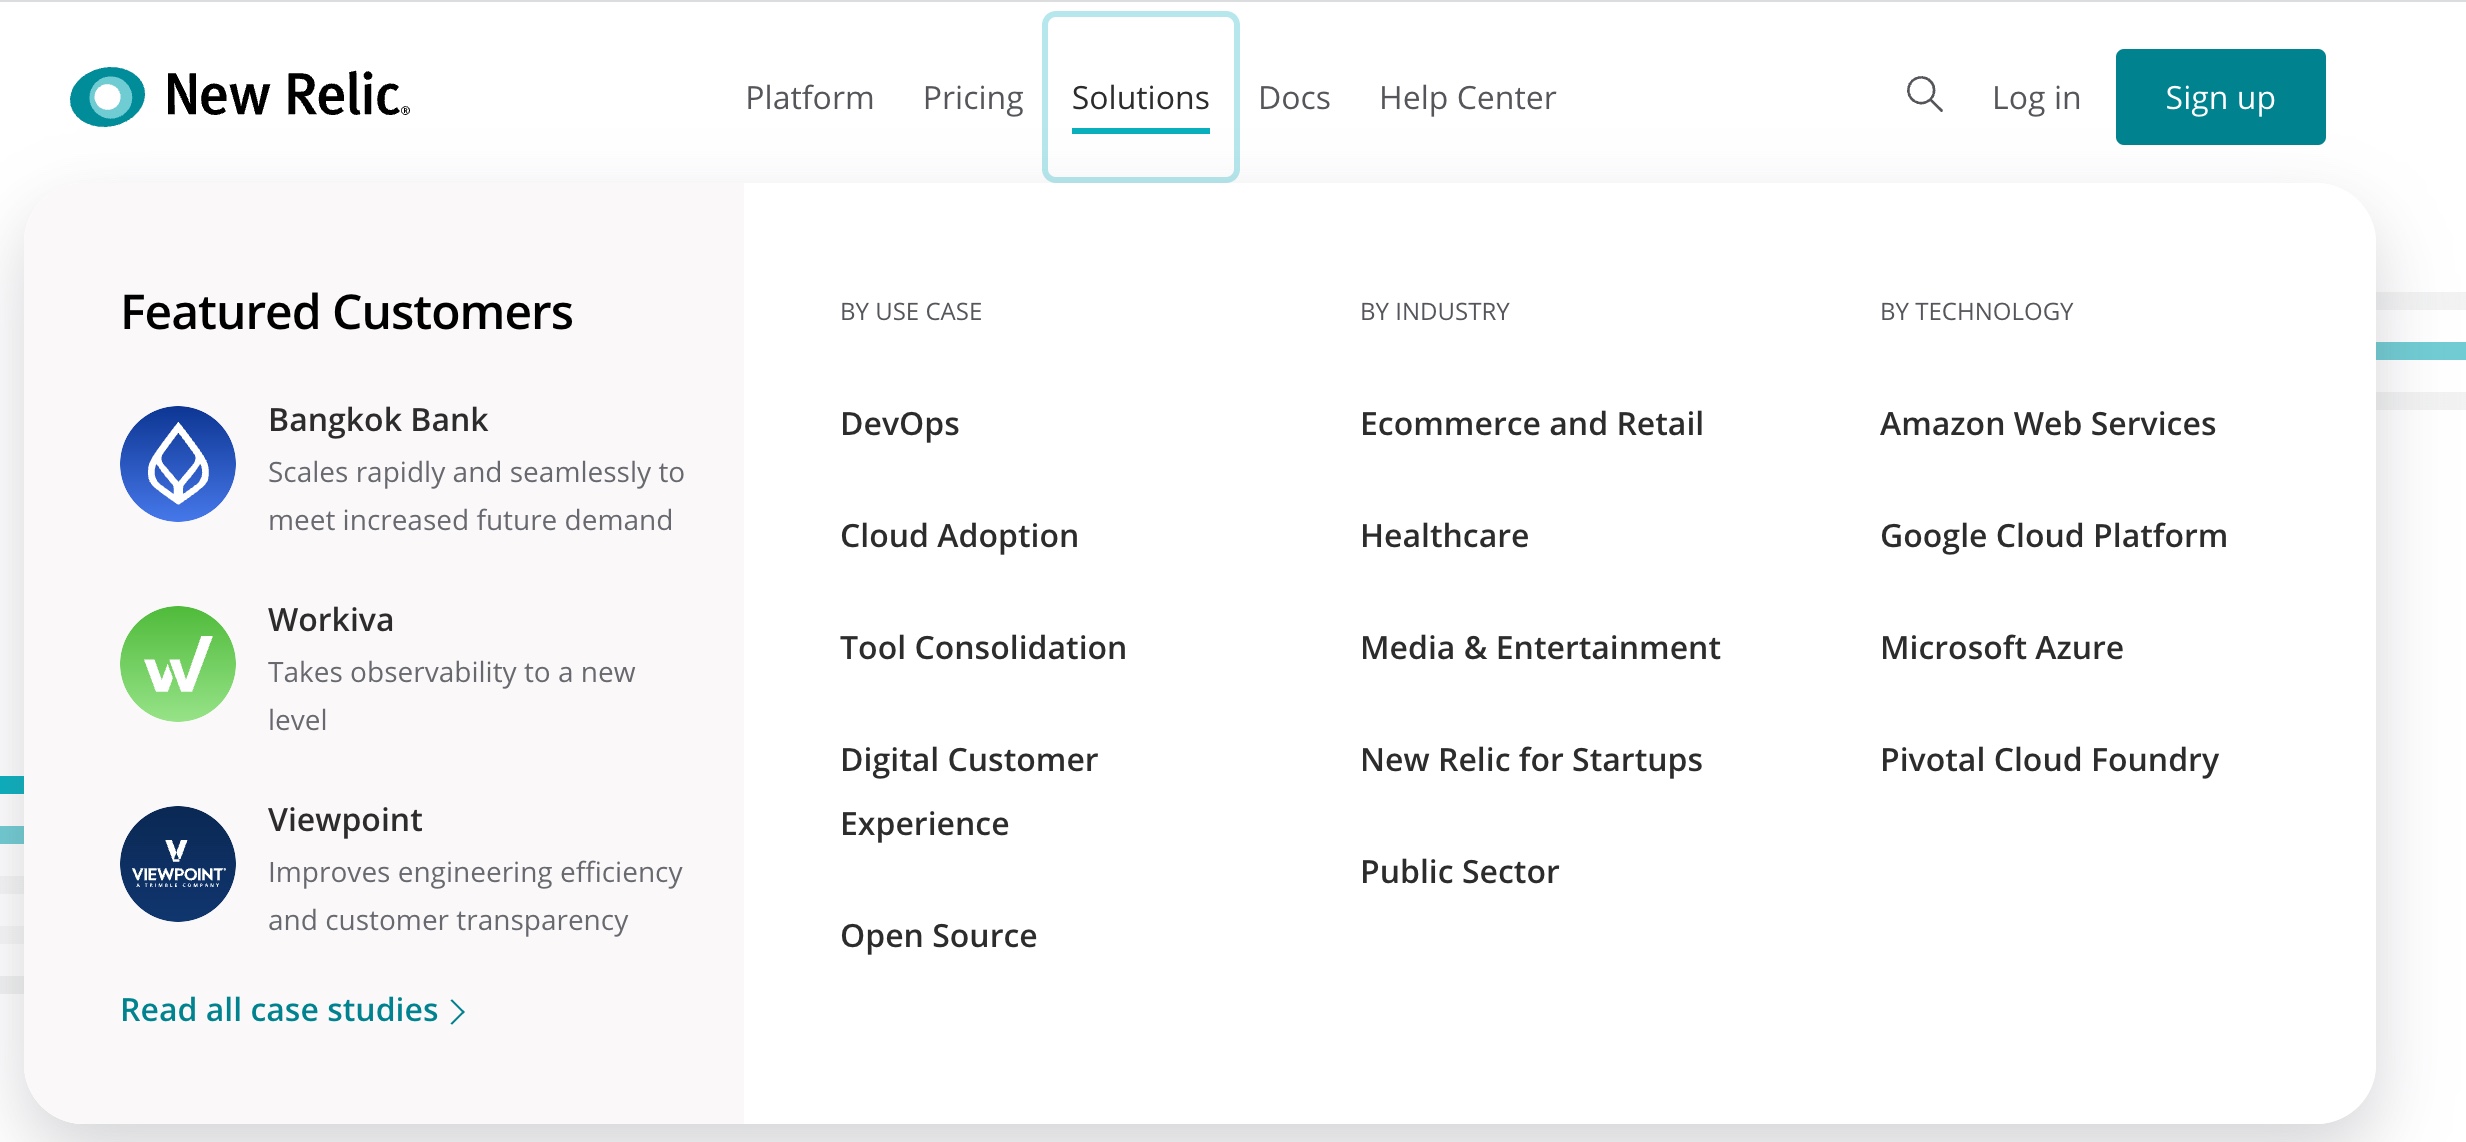 New Relic®
Platform
Pricing
Solutions
Docs
Help Center
Log in
Sign up
Featured Customers
Bangkok Bank
Scales rapidly and seamlessly to
meet increased future demand
Workiva
Takes observability to a new
level
VIEWPOINT
A TRIMBLE COMPANY
Viewpoint
Improves engineering efficiency
and customer transparency
Read all case studies
BY USE CASE
DevOps
Cloud Adoption
Tool Consolidation
Digital Customer
Experience
Open Source
BY INDUSTRY
Ecommerce and Retail
Healthcare
Media & Entertainment
New Relic for Startups
Public Sector
BY TECHNOLOGY
Amazon Web Services
Google Cloud Platform
Microsoft Azure
Pivotal Cloud Foundry